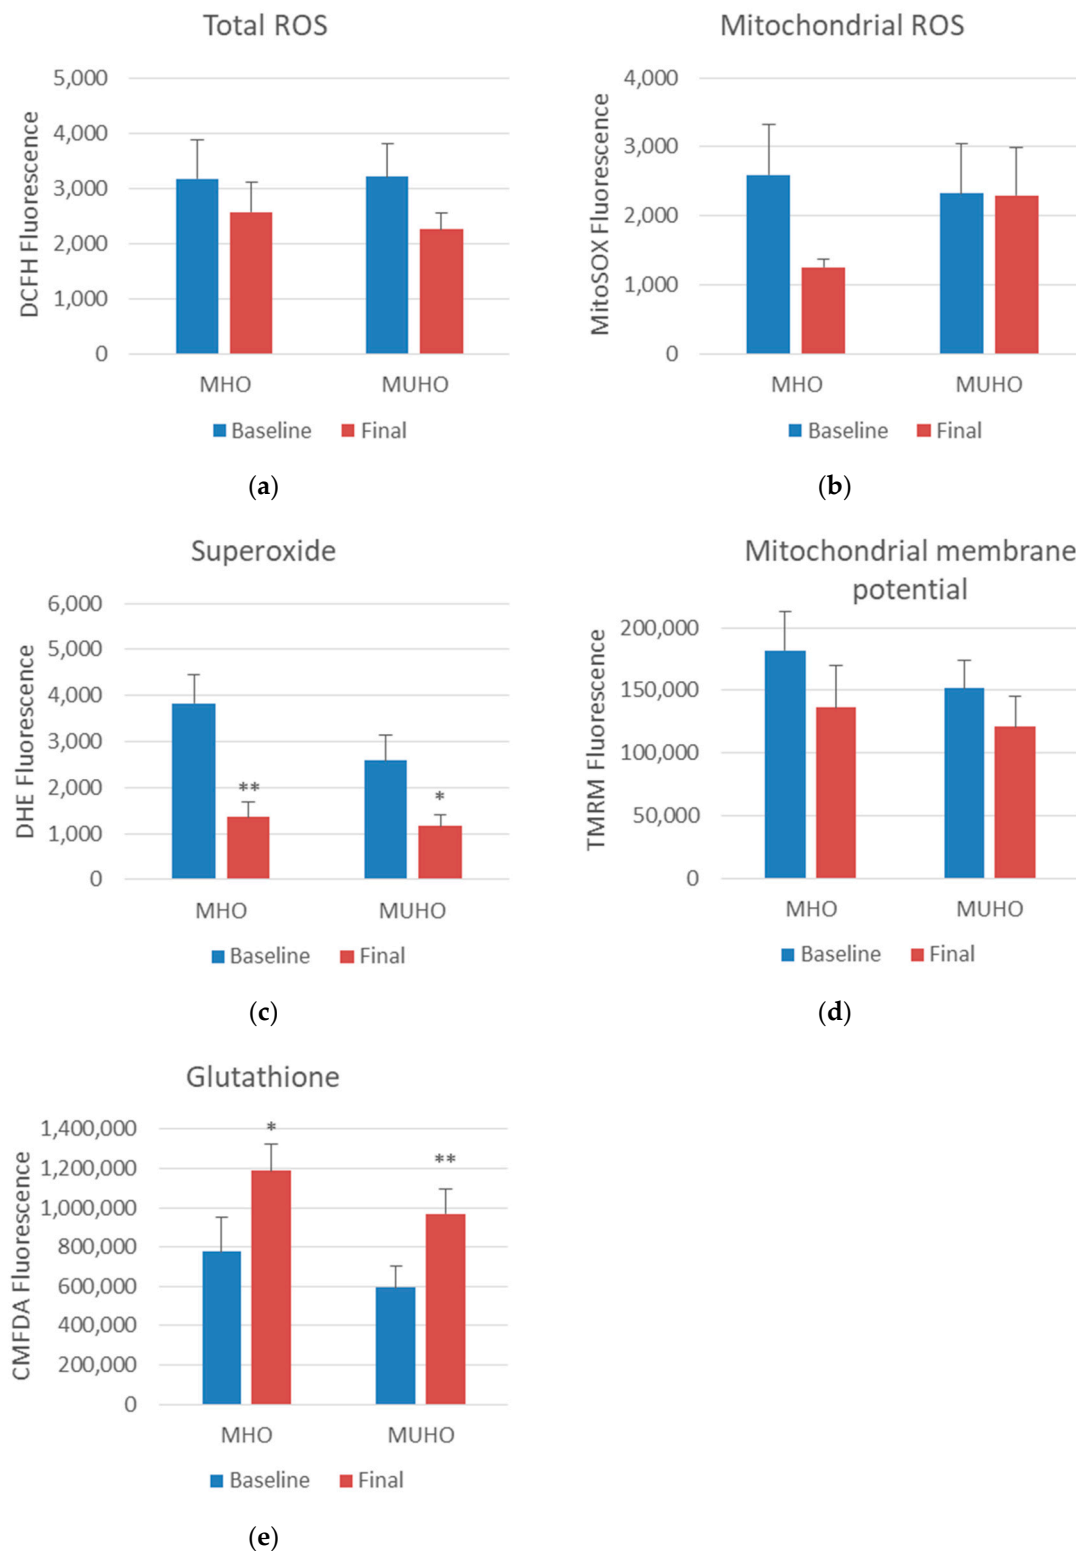 Total ROS
DCFH Fluorescence
5,000
4,000
3,000
2,000
1,000
0
MHO MUHO
Baseline Final
(a)
Mitochondrial ROS
MitoSOX Fluorescence
4,000
3,000
2,000
1,000
0
MHO MUHO
Baseline Final
(b)
Superoxide
DHE Fluorescence
6,000
5,000
4,000
3,000
2,000
1,000
0
**
*
MHO MUHO
Baseline Final
(c)
Mitochondrial membrane
potential
TMRM Fluorescence
200,000
150,000
100,000
50,000
0
MHO MUHO
Baseline Final
(d)
Glutathione
CMFDA Fluorescence
1,400,000
1,200,000
1,000,000
800,000
600,000
400,000
200,000
0
*
**
MHO MUHO
Baseline Final
(e)